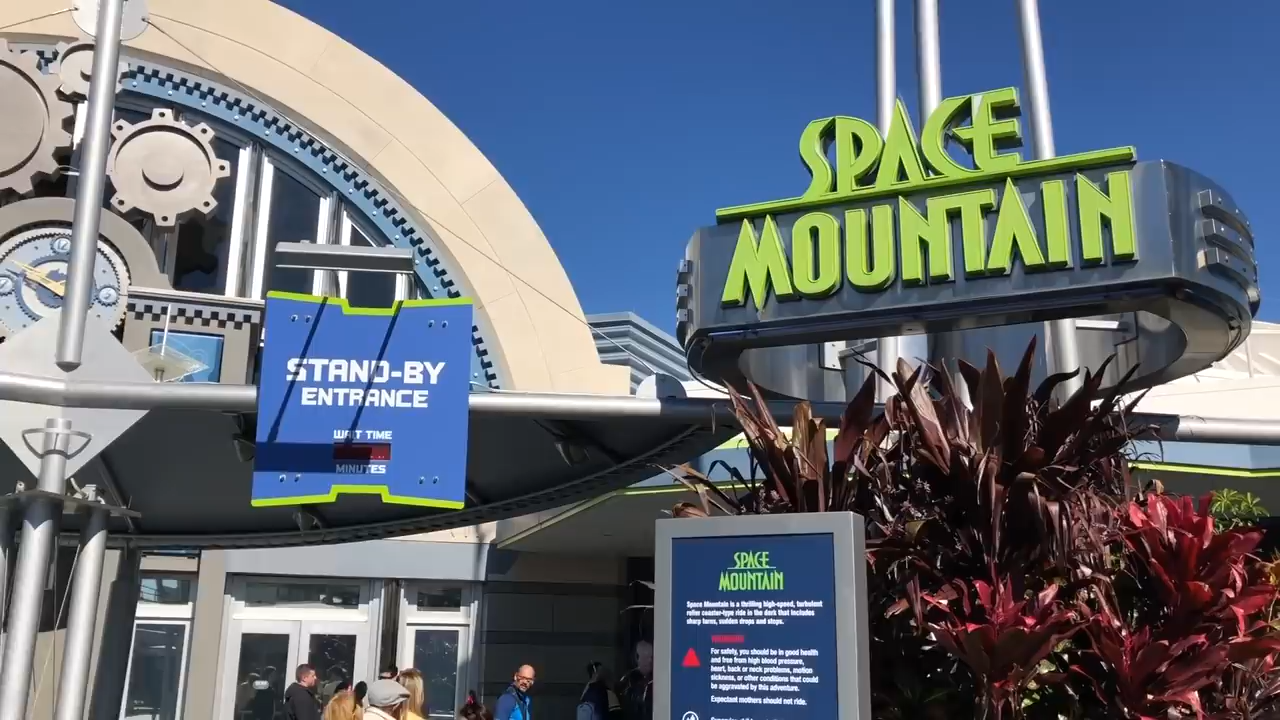 SPACE
MOUNTAIN
STAND-BY
ENTRANCE
WAIT TIME
MINUTES
SPACE
MOUNTAIN
Space Mountain is a thrilling high-speed, turbulent
roller coaster-type ride in the dark that includes
sharp turns, sudden drops and stops.
WARNING!
For safety, you should be in good health
and free from high blood pressure,
heart, back or neck problems, motion
sickness, or other conditions that could
be aggravated by this adventure.
Expectant mothers should not ride.